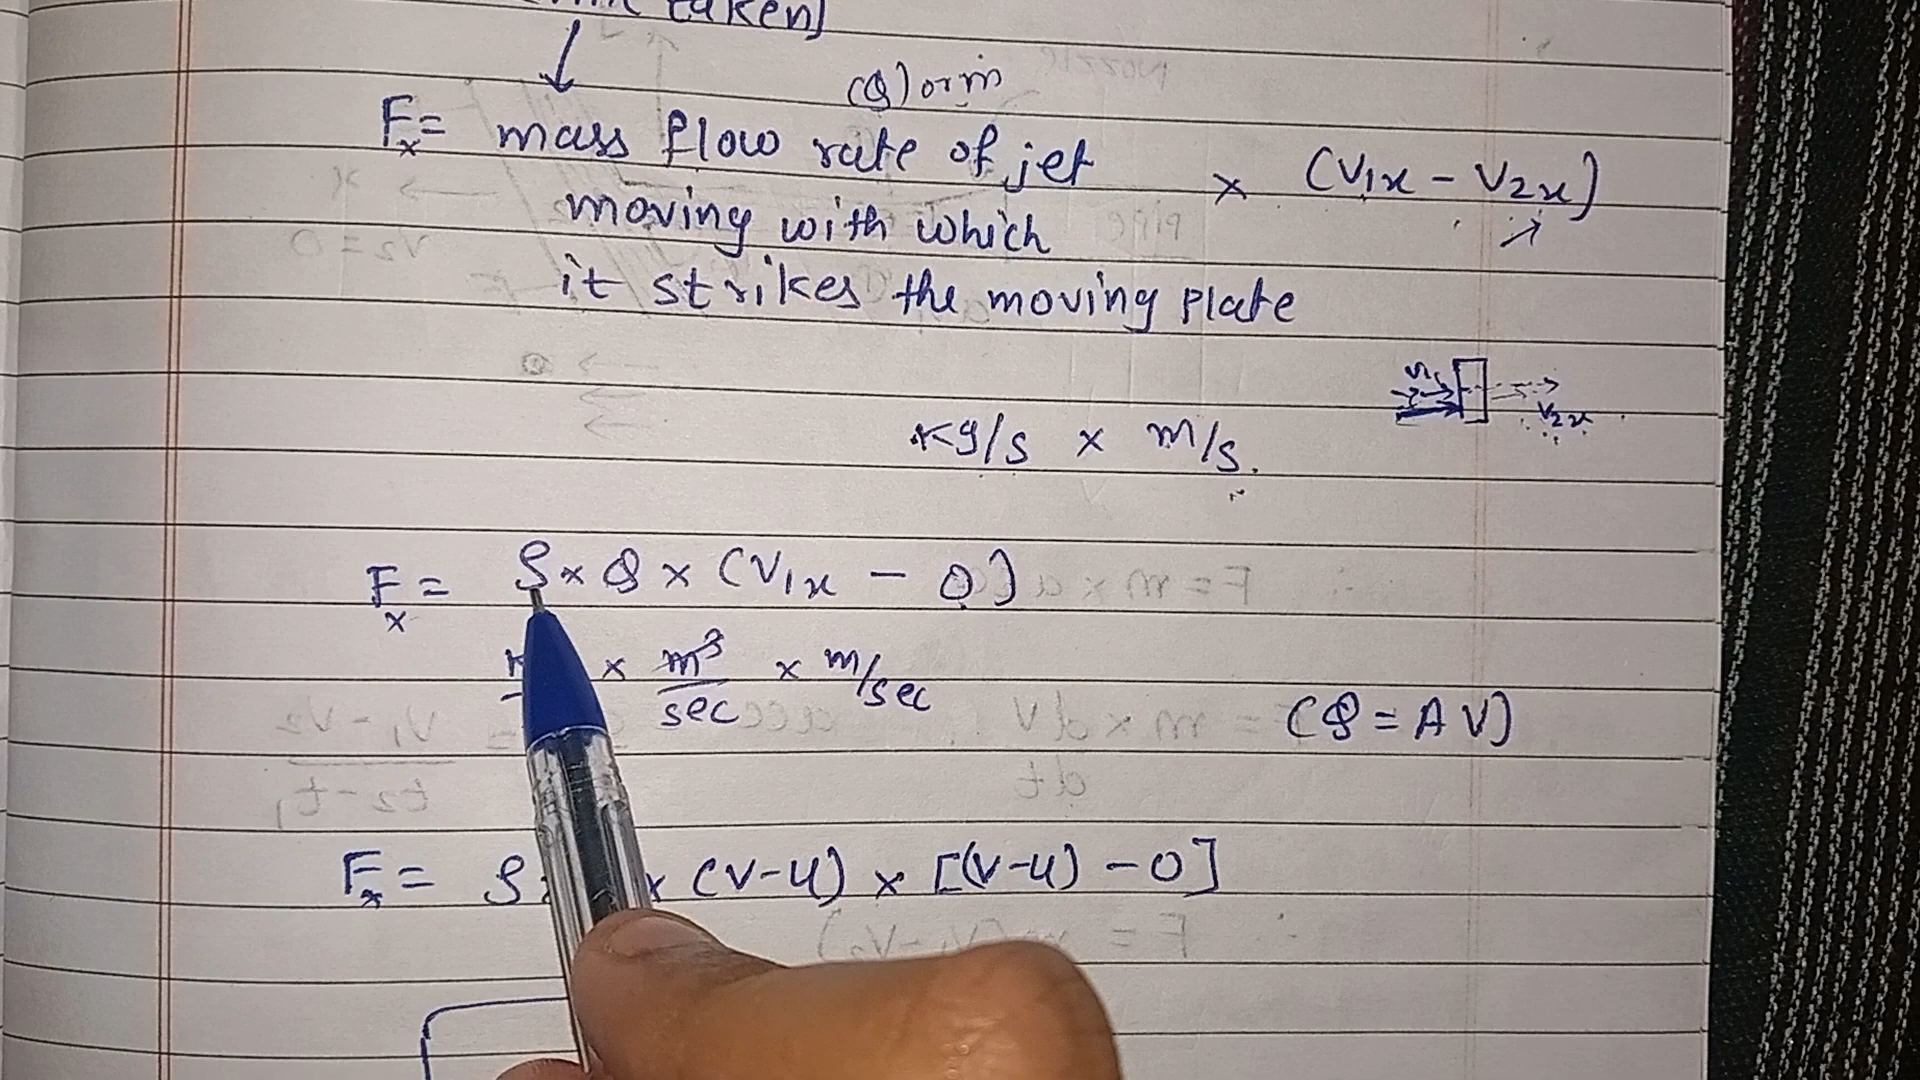 taken]
(Q) or ṁ
Fx = mass flow rate of jet × (V1x - V2x)
moving with which
it strikes the moving plate
V2x
kg/s × m/s.
Fx = ρ × Q × (V1x - 0)
× m³/sec × m/sec
(Q = AV)
Fx = ρ × (V-u) × [(V-u) - 0]